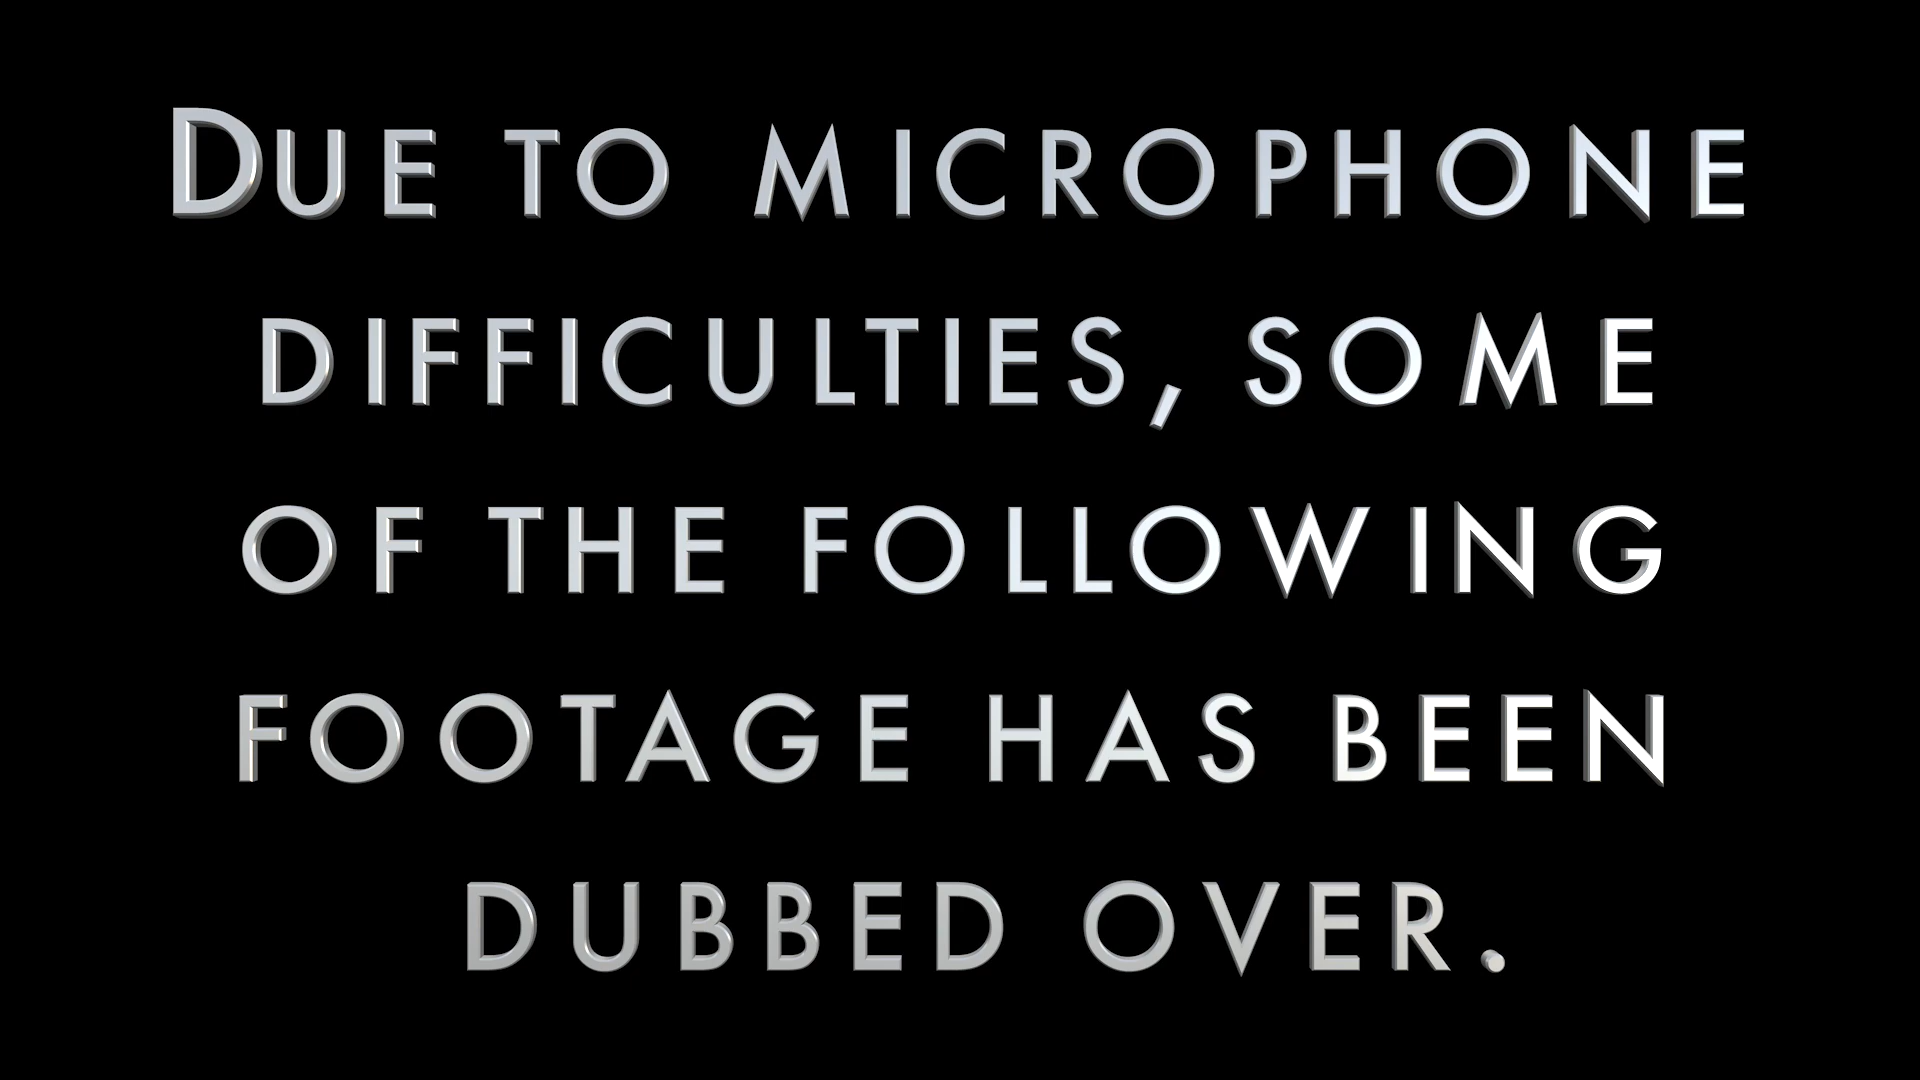 Due to microphone
difficulties, some
of the following
footage has been
dubbed over.